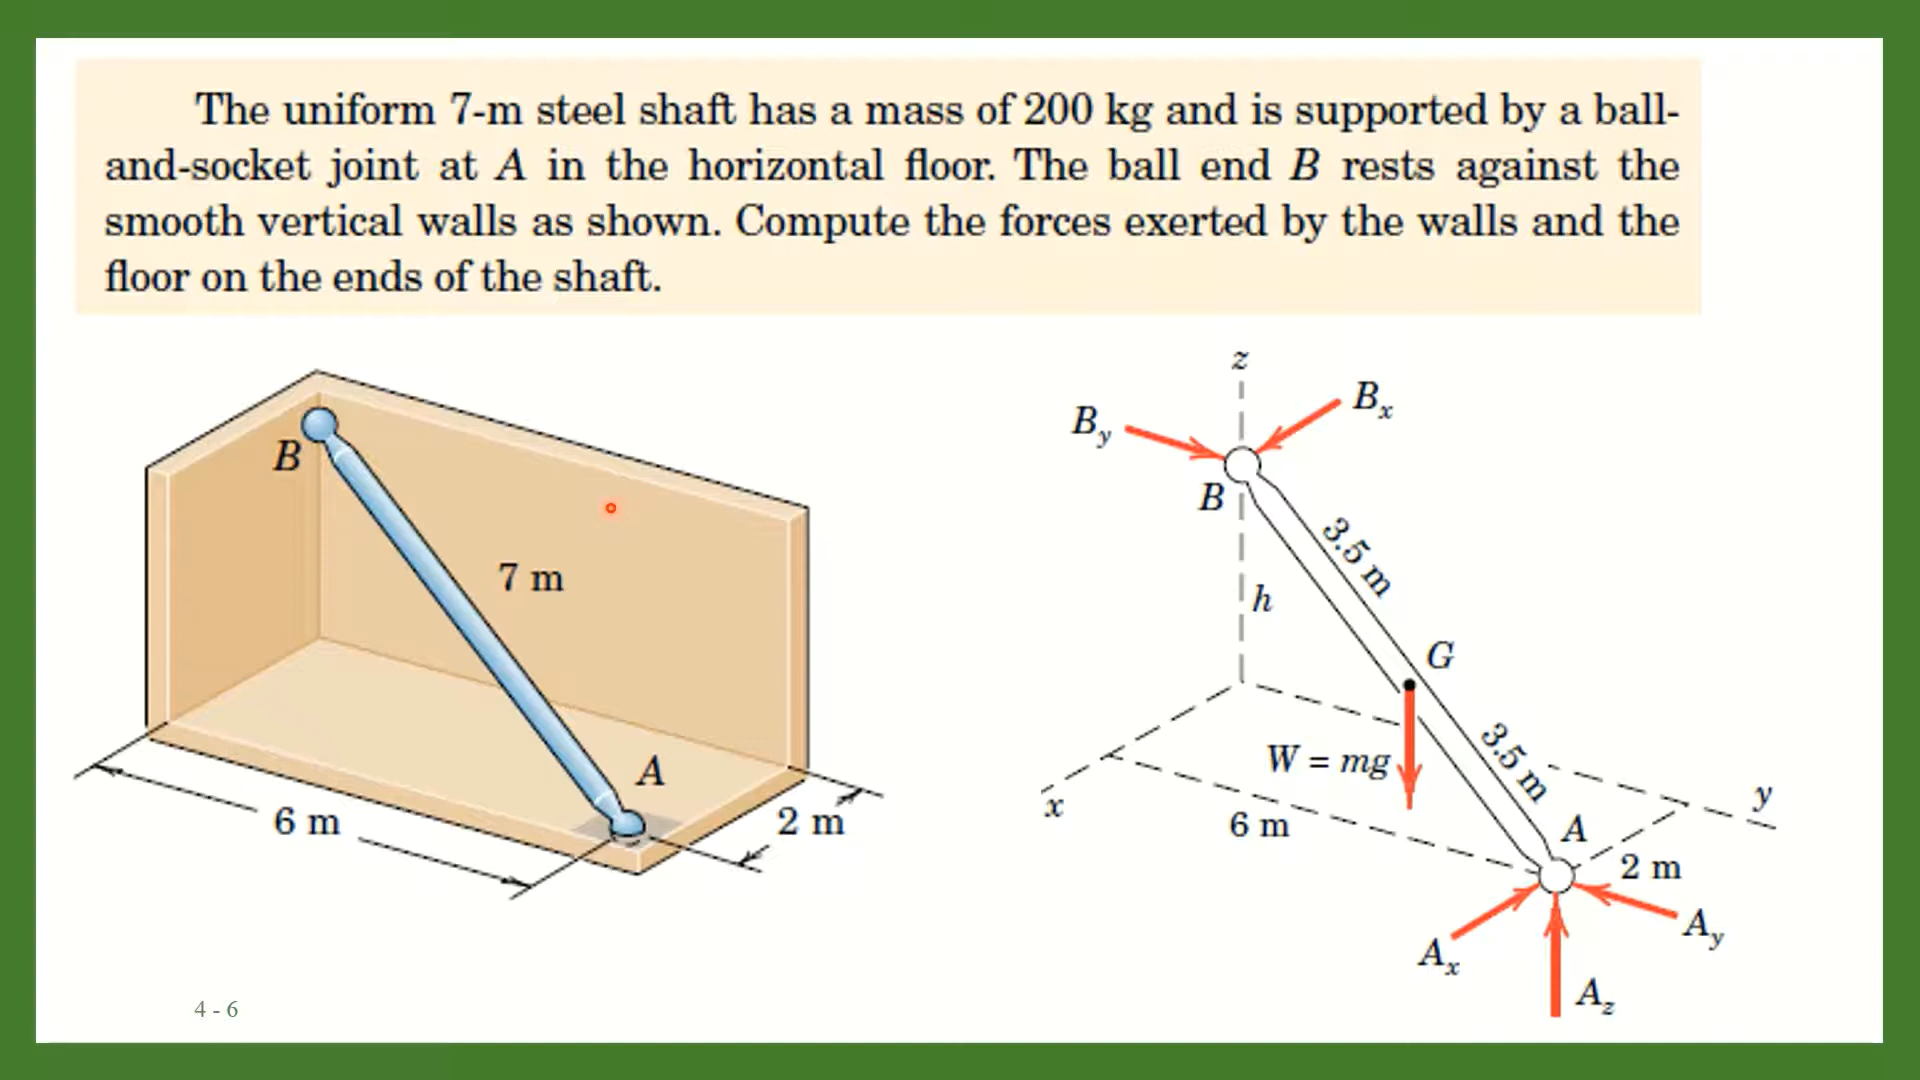 The uniform 7-m steel shaft has a mass of 200 kg and is supported by a ball-
and-socket joint at A in the horizontal floor. The ball end B rests against the
smooth vertical walls as shown. Compute the forces exerted by the walls and the
floor on the ends of the shaft.
B
7 m
A
6 m
2 m
z
B_x
B_y
B
3.5 m
h
G
W = mg
3.5 m
x
y
6 m
A
2 m
A_y
A_x
A_z
4 - 6